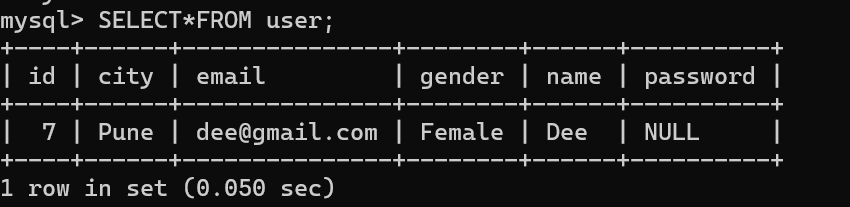 mysql> SELECT*FROM user;
+----+------+---------------+--------+------+----------+
| id | city | email         | gender | name | password |
+----+------+---------------+--------+------+----------+
|  7 | Pune | dee@gmail.com | Female | Dee  | NULL     |
+----+------+---------------+--------+------+----------+
1 row in set (0.050 sec)